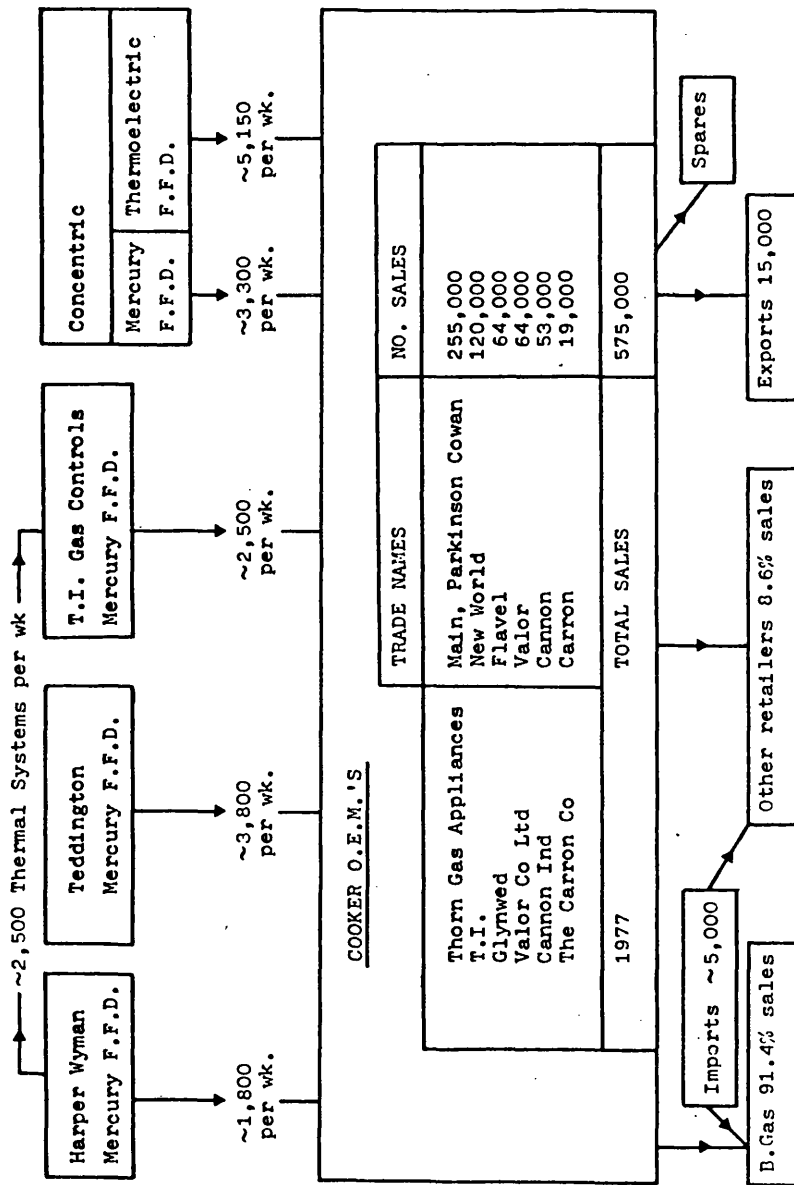 ~2,500 Thermal Systems per wk
Harper Wyman
Mercury F.F.D.
Teddington
Mercury F.F.D.
T.I. Gas Controls
Mercury F.F.D.
Concentric
Mercury
F.F.D.
Thermoelectric
F.F.D.
~1,800
per wk.
~3,800
per wk.
~2,500
per wk.
~3,300
per wk.
~5,150
per wk.
COOKER O.E.M.'S
TRADE NAMES NO. SALES
Thorn Gas Appliances Main, Parkinson Cowan 255,000
T.I. New World 120,000
Glynwed Flavel 64,000
Valor Co Ltd Valor 64,000
Cannon Ind Cannon 53,000
The Carron Co Carron 19,000
1977 TOTAL SALES 575,000
Spares
Imports ~5,000
B.Gas 91.4% sales
Other retailers 8.6% sales
Exports 15,000